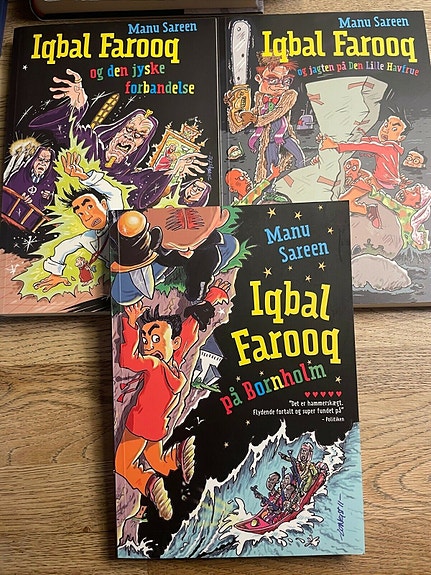 Manu Sareen
Iqbal Farooq
og den jyske
forbandelse
Manu Sareen
Iqbal Farooq
og jagten på Den Lille Havfrue
Manu
Sareen
Iqbal
Farooq
på Bornholm
"Det er hammerskægt.
Flydende fortalt og super fundet på"
- Politiken